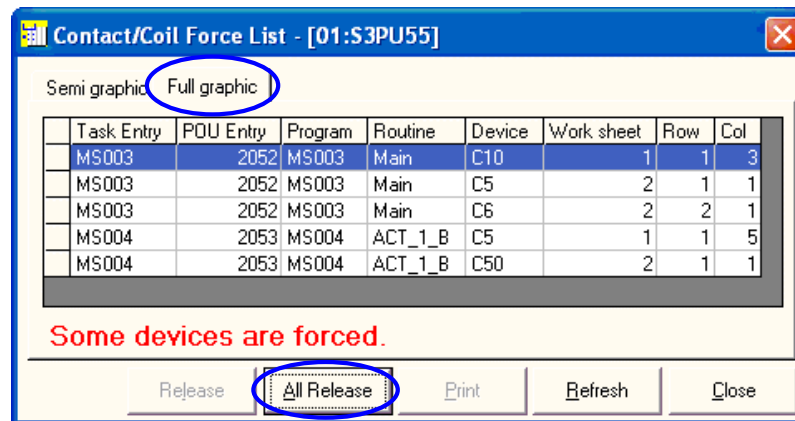 Contact/Coil Force List - [01:S3PU55]
Semi graphic Full graphic
Task Entry POU Entry Program Routine Device Work sheet Row Col
MS003 2052 MS003 Main C10 1 1 3
MS003 2052 MS003 Main C5 2 1 1
MS003 2052 MS003 Main C6 2 2 1
MS004 2053 MS004 ACT_1_B C5 1 1 5
MS004 2053 MS004 ACT_1_B C50 2 1 1
Some devices are forced.
Release All Release Print Refresh Close